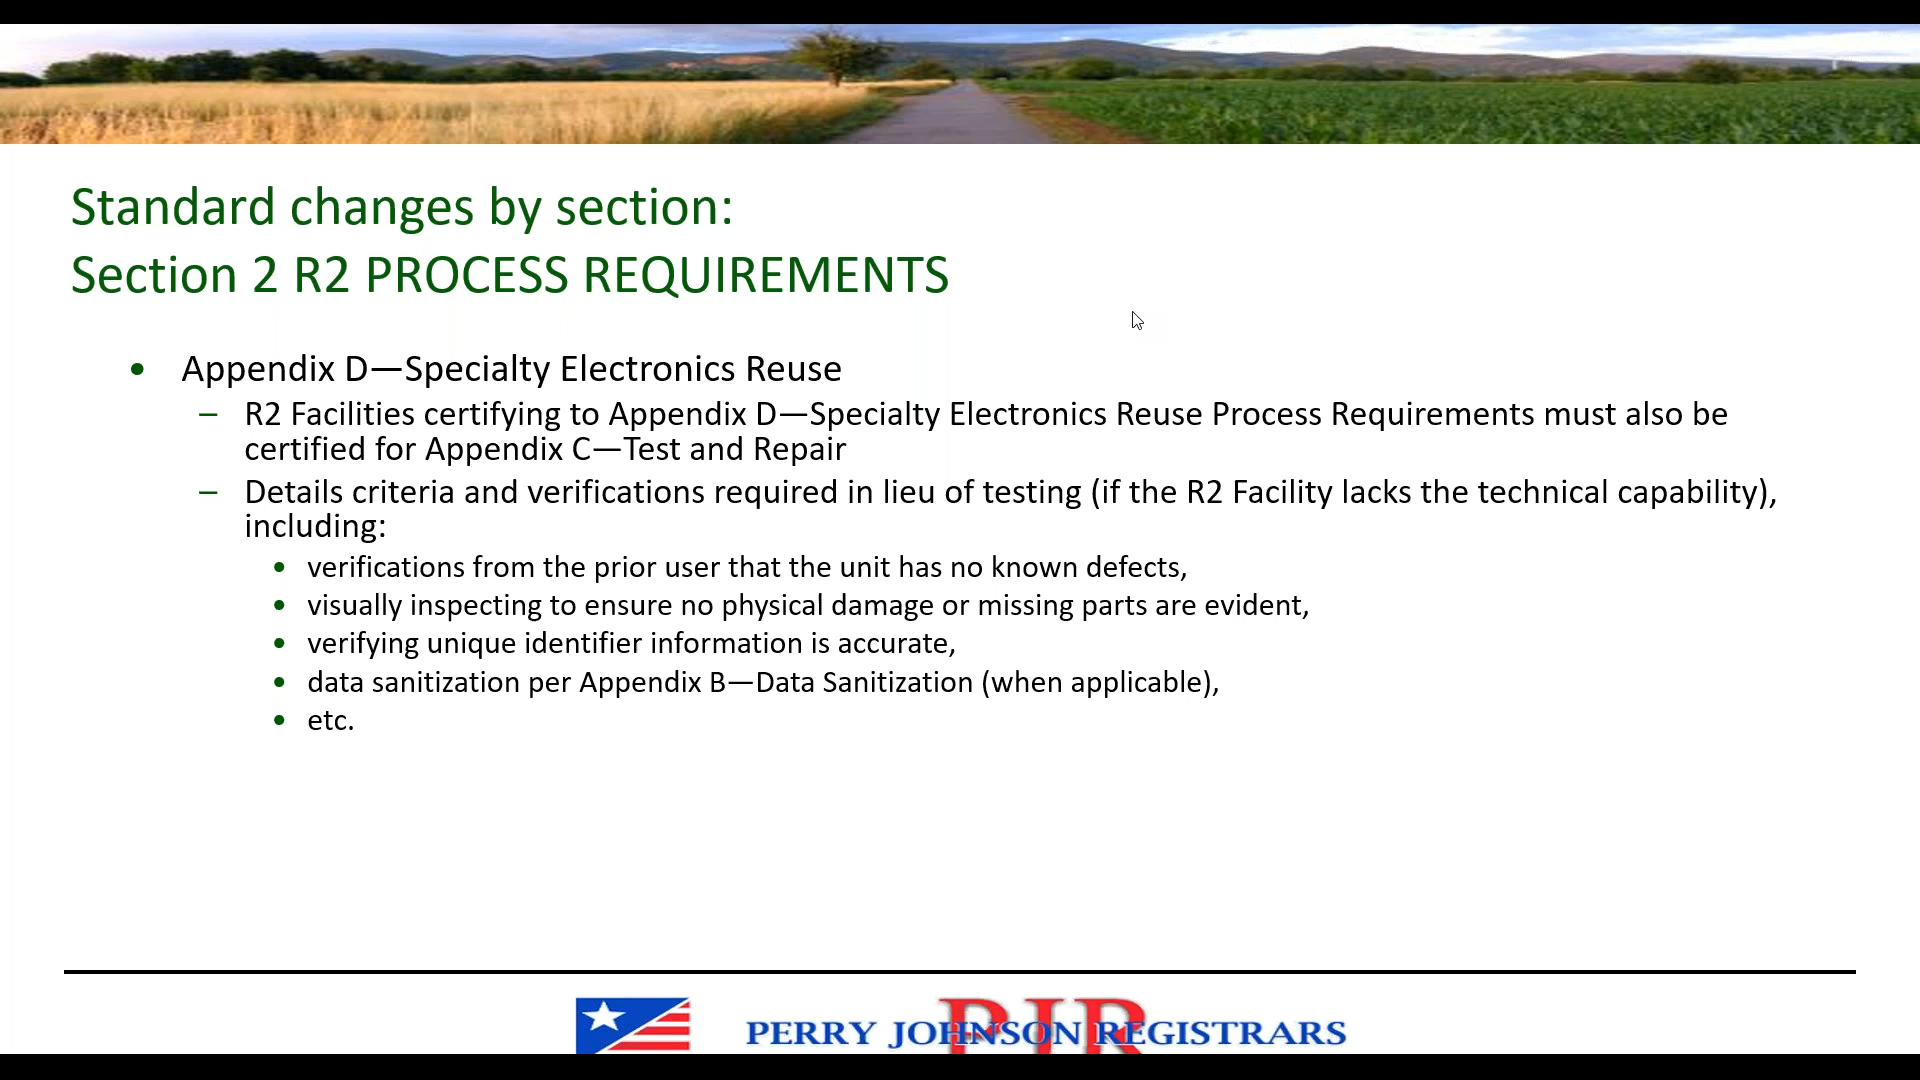 Standard changes by section:
Section 2 R2 PROCESS REQUIREMENTS
• Appendix D—Specialty Electronics Reuse
– R2 Facilities certifying to Appendix D—Specialty Electronics Reuse Process Requirements must also be
certified for Appendix C—Test and Repair
– Details criteria and verifications required in lieu of testing (if the R2 Facility lacks the technical capability),
including:
• verifications from the prior user that the unit has no known defects,
• visually inspecting to ensure no physical damage or missing parts are evident,
• verifying unique identifier information is accurate,
• data sanitization per Appendix B—Data Sanitization (when applicable),
• etc.
PJR
PERRY JOHNSON REGISTRARS